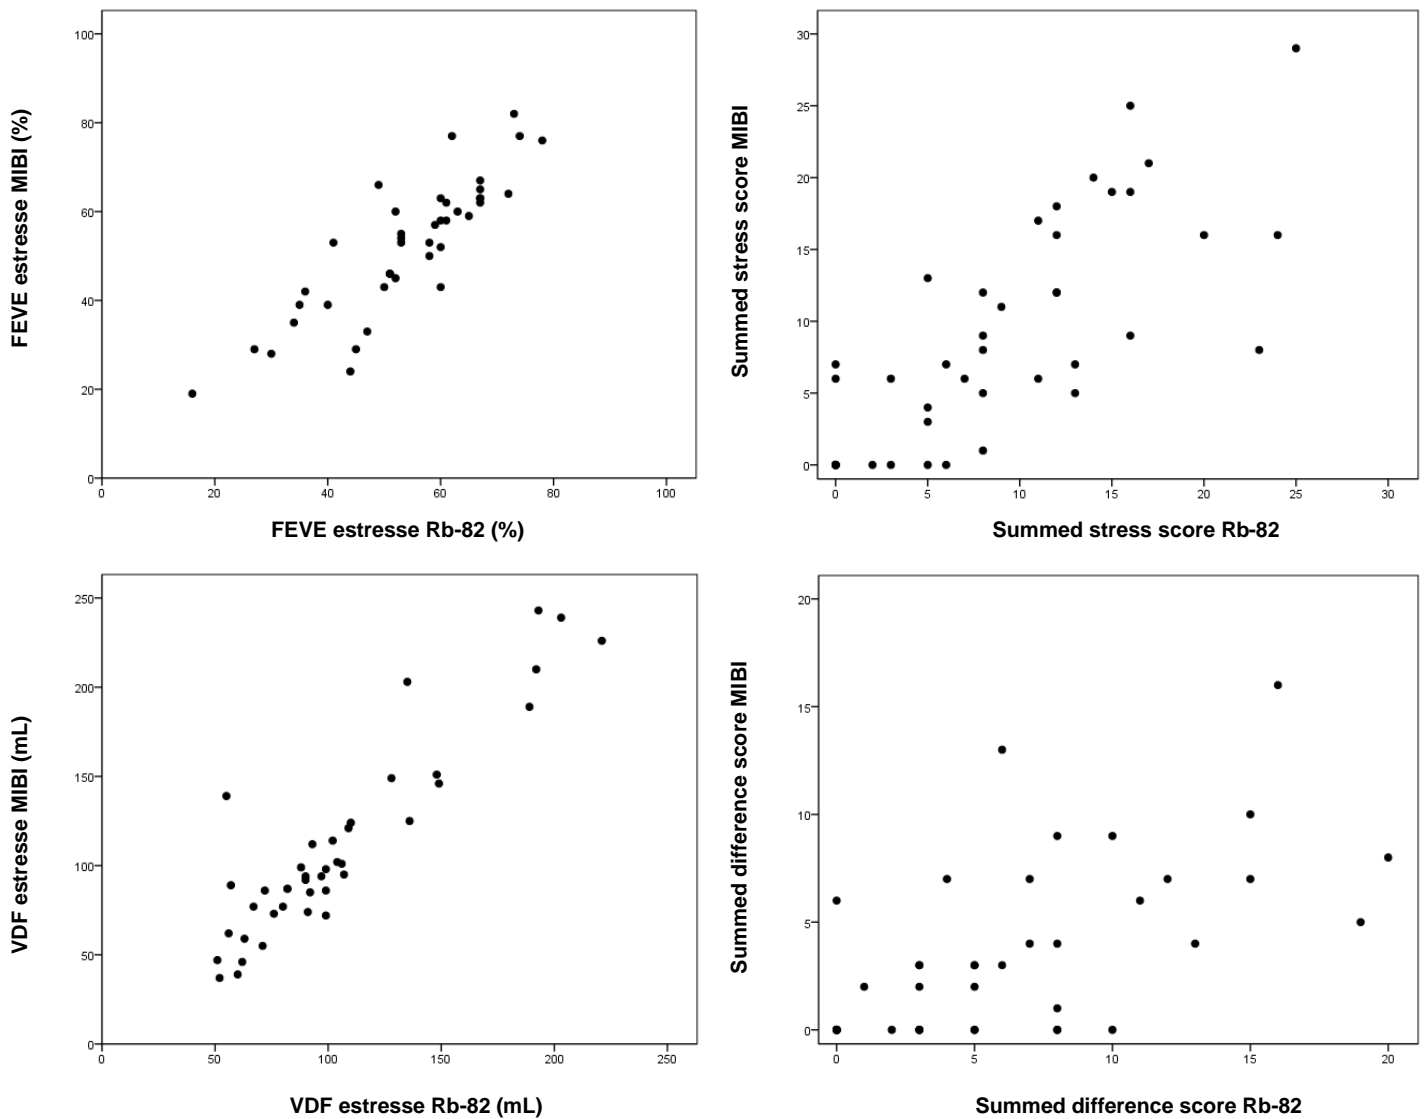 FEVE estresse MIBI (%)
100
80
60
40
20
0
0 20 40 60 80 100
FEVE estresse Rb-82 (%)
Summed stress score MIBI
30
25
20
15
10
5
0
0 5 10 15 20 25 30
Summed stress score Rb-82
VDF estresse MIBI (mL)
250
200
150
100
50
0
0 50 100 150 200 250
VDF estresse Rb-82 (mL)
Summed difference score MIBI
20
15
10
5
0
0 5 10 15 20
Summed difference score Rb-82